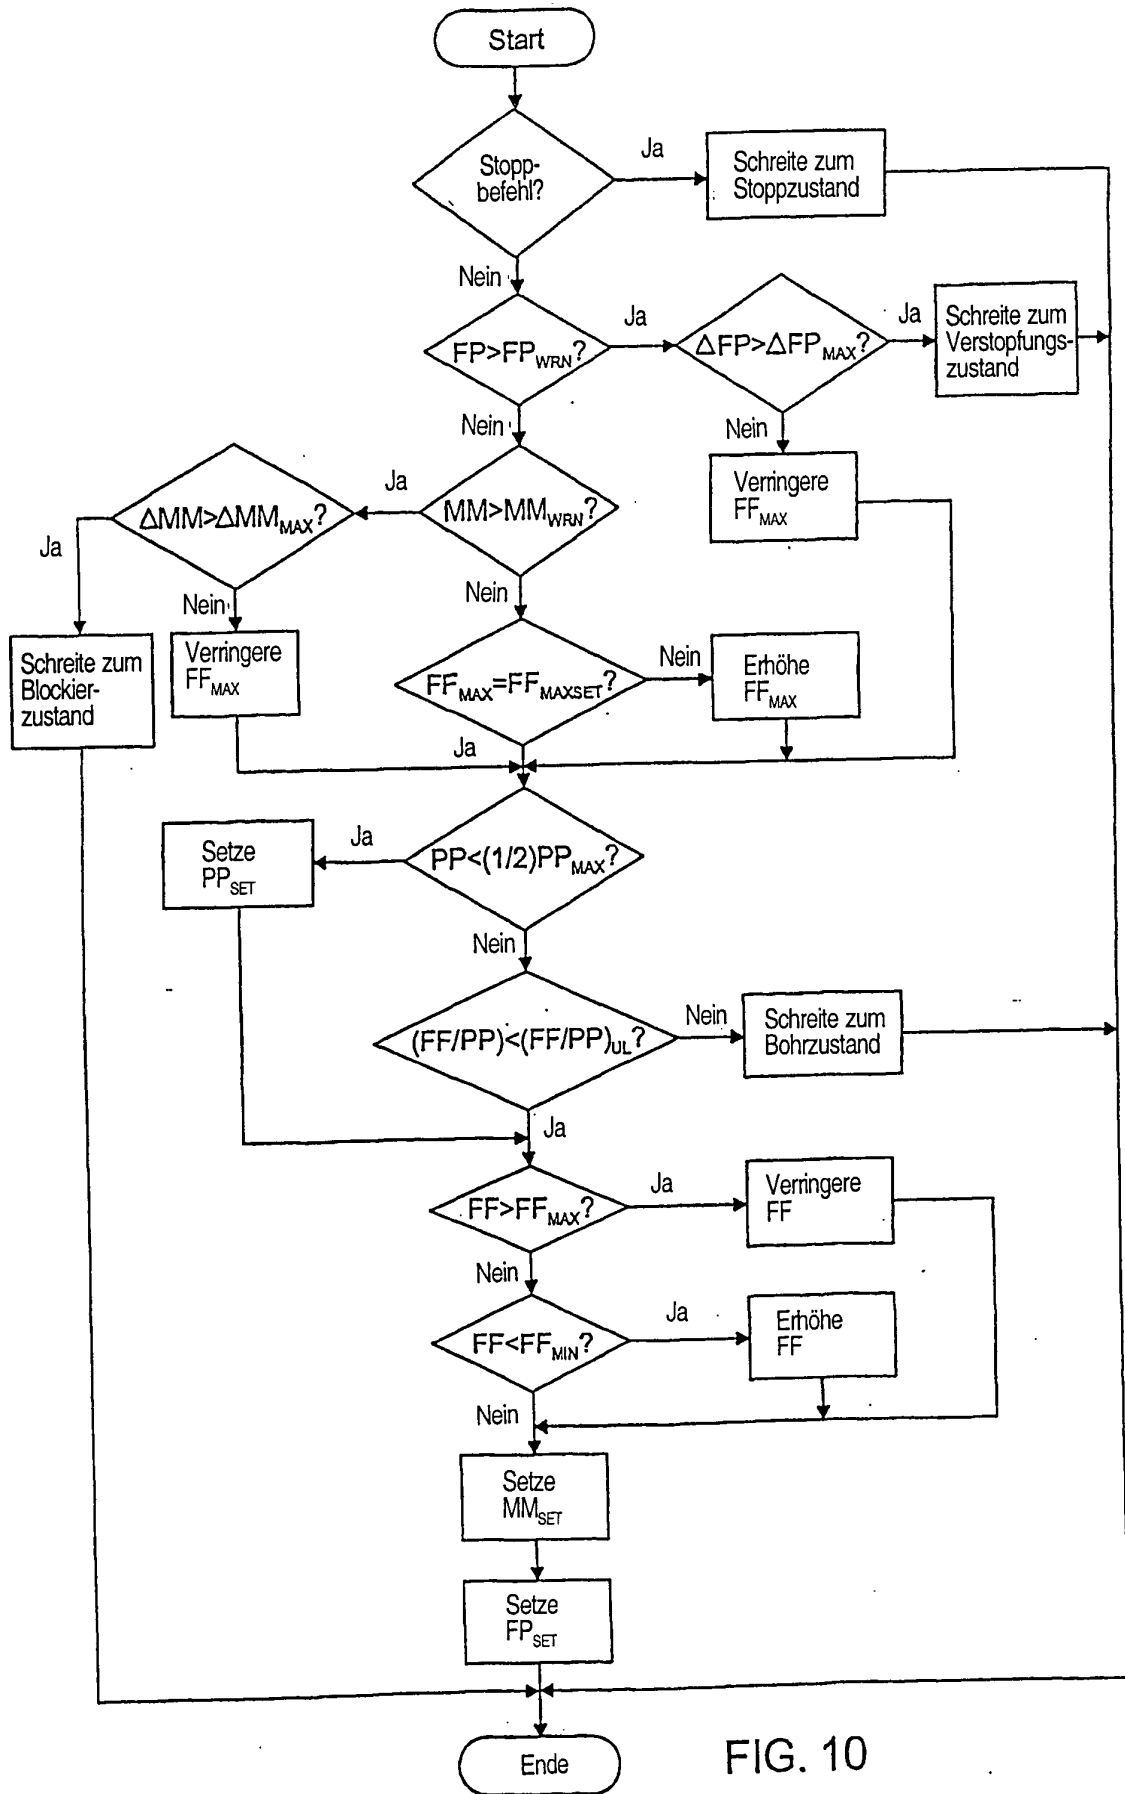 Start
Stopp-
befehl?
Ja
Schreite zum
Stoppzustand
Nein
FP>FP_WRN?
Ja
ΔFP>ΔFP_MAX?
Ja
Schreite zum
Verstopfungs-
zustand
Nein
Nein
Verringere
FF_MAX
MM>MM_WRN?
Ja
ΔMM>ΔMM_MAX?
Ja
Schreite zum
Blockier-
zustand
Nein
Verringere
FF_MAX
Nein
FF_MAX=FF_MAXSET?
Nein
Erhöhe
FF_MAX
Ja
PP<(1/2)PP_MAX?
Ja
Setze
PP_SET
Nein
(FF/PP)<(FF/PP)_UL?
Nein
Schreite zum
Bohrzustand
Ja
FF>FF_MAX?
Ja
Verringere
FF
Nein
FF<FF_MIN?
Ja
Erhöhe
FF
Nein
Setze
MM_SET
Setze
FP_SET
Ende
FIG. 10